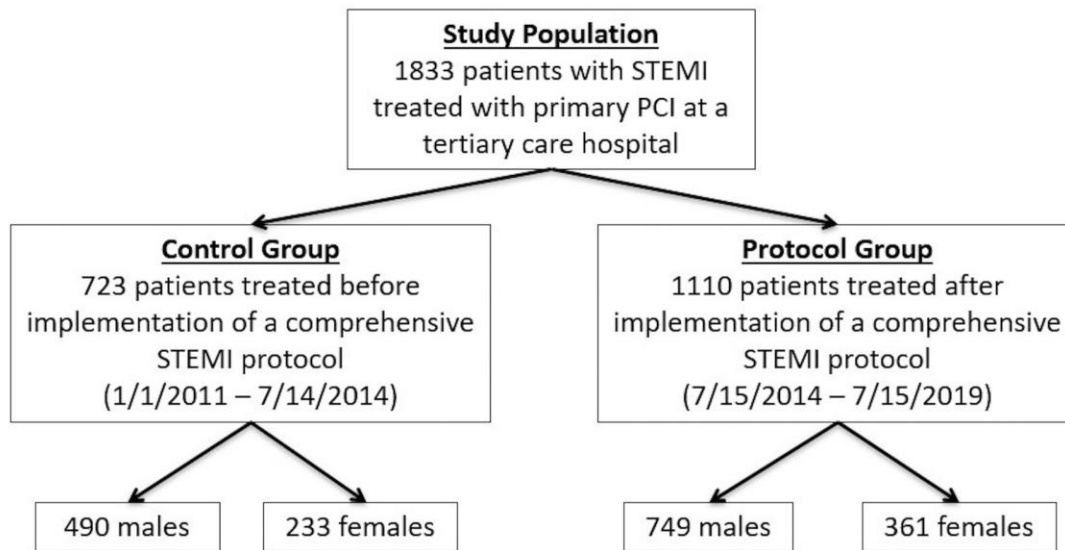 Study Population
1833 patients with STEMI
treated with primary PCI at a
tertiary care hospital
Control Group
723 patients treated before
implementation of a comprehensive
STEMI protocol
(1/1/2011 – 7/14/2014)
Protocol Group
1110 patients treated after
implementation of a comprehensive
STEMI protocol
(7/15/2014 – 7/15/2019)
490 males
233 females
749 males
361 females